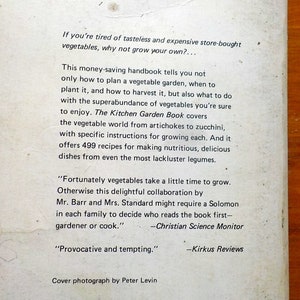 If you're tired of tasteless and expensive store-bought
vegetables, why not grow your own?...
This money-saving handbook tells you not
only how to plan a vegetable garden, when to
plant it, and how to harvest it, but also what to do
with the superabundance of vegetables you're sure
to enjoy. The Kitchen Garden Book covers
the vegetable world from artichokes to zucchini,
with specific instructions for growing each. And it
offers 499 recipes for making nutritious, delicious
dishes from even the most lackluster legumes.
"Fortunately vegetables take a little time to grow.
Otherwise this delightful collaboration by
Mr. Barr and Mrs. Standard might require a Solomon
in each family to decide who reads the book first—
gardener or cook." —Christian Science Monitor
"Provocative and tempting." —Kirkus Reviews
Cover photograph by Peter Levin